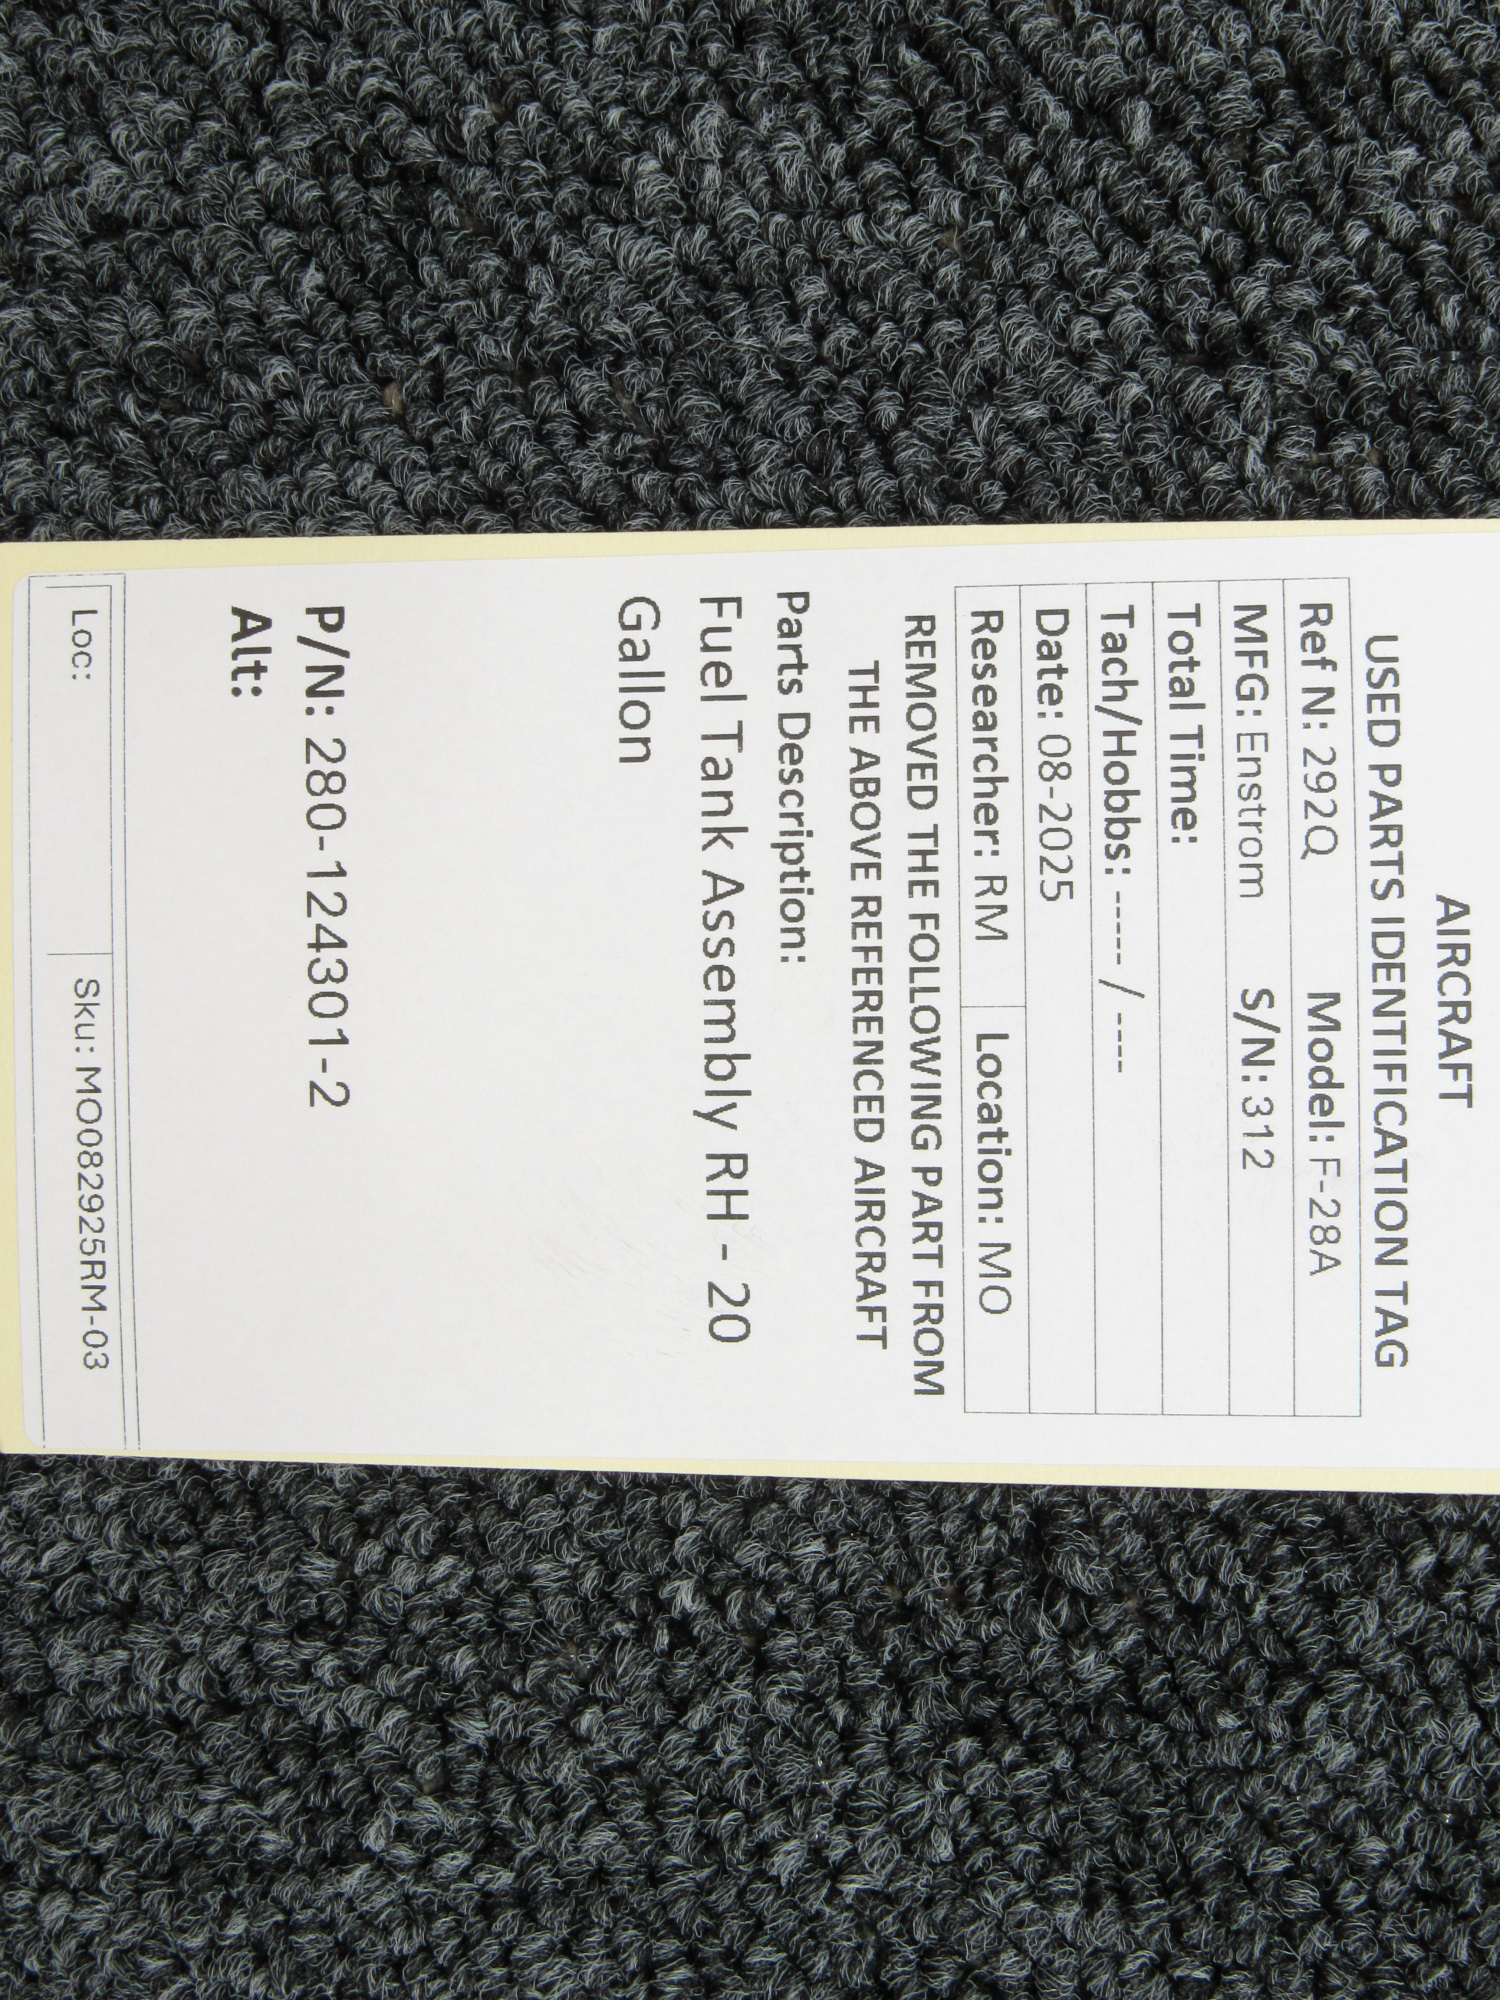 AIRCRAFT
USED PARTS IDENTIFICATION TAG
Ref N: 292Q Model: F-28A
MFG: Enstrom S/N: 312
Total Time:
Tach/Hobbs: ----- / ----
Date: 08-2025
Researcher: RM Location: MO
REMOVED THE FOLLOWING PART FROM
THE ABOVE REFERENCED AIRCRAFT
Parts Description:
Fuel Tank Assembly RH - 20
Gallon
P/N: 280-124301-2
Alt:
Loc: Sku: MO082925RM-03